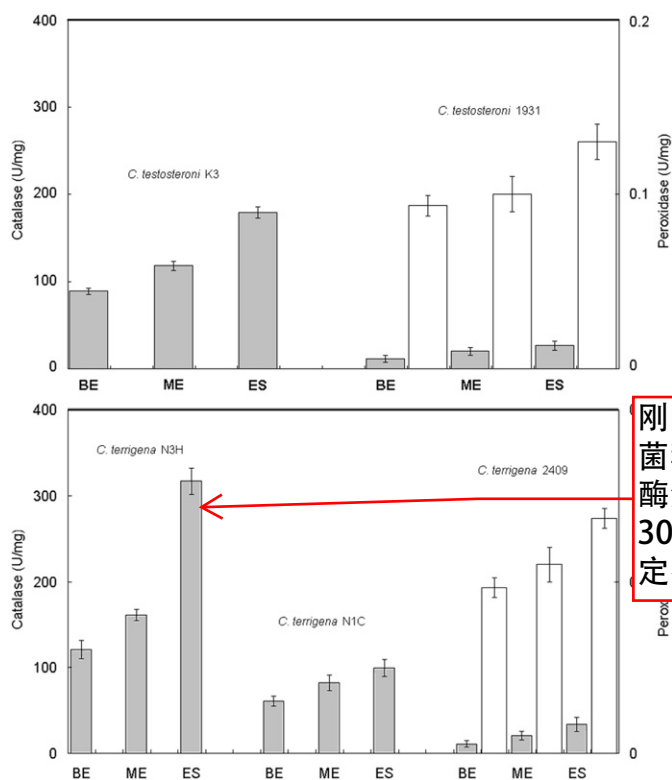 400
300
200
100
0
Catalase (U/mg)
0.2
0.1
0
Peroxidase (U/mg)
C. testosteroni 1931
C. testosteroni K3
BE ME ES BE ME ES
400
300
200
100
0
Catalase (U/mg)
C. terrigena N3H
C. terrigena 2409
C. terrigena N1C
刚
菌
酶
30
定
0
BE ME ES BE ME ES BE ME ES